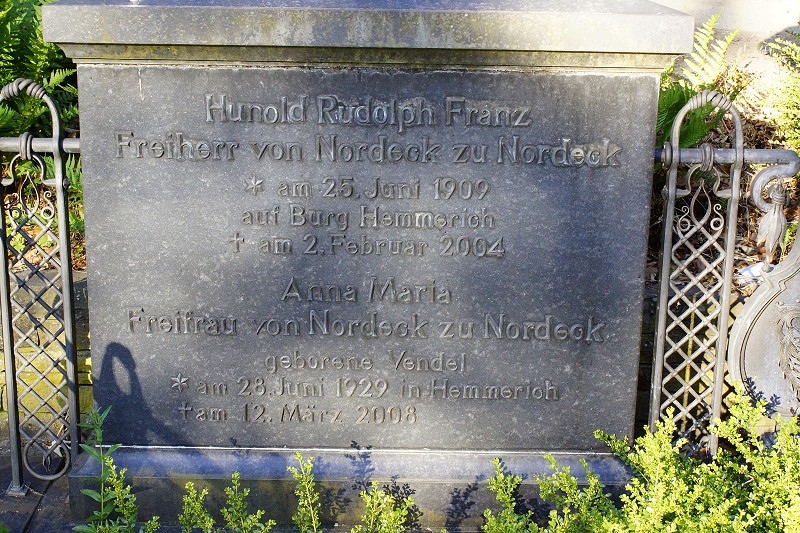 Hunold Rudolph Franz
Freiherr von Nordeck zu Nordeck
* am 25. Juni 1909
auf Burg Hemmerich
† am 2. Februar 2004
Anna Maria
Freifrau von Nordeck zu Nordeck
geborene Vendel
* am 28. Juni 1929 in Hemmerich
† am 12. März 2008